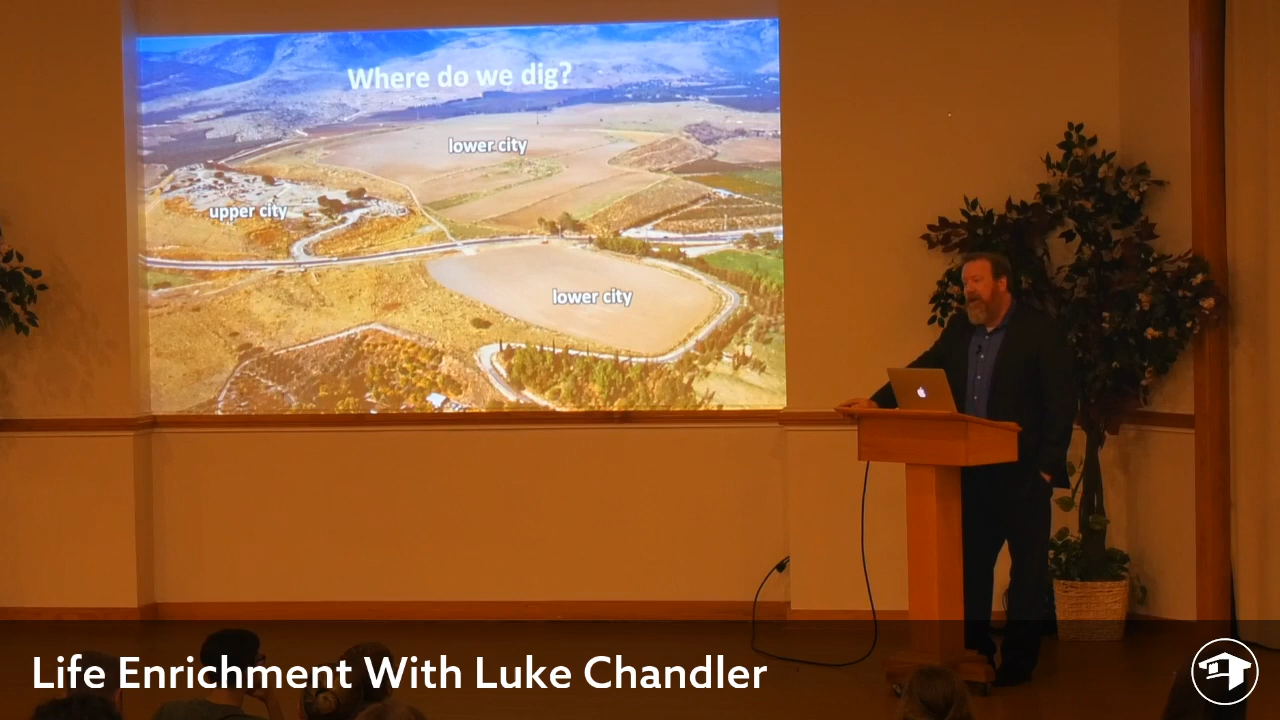 Where do we dig?
lower city
upper city
lower city
Life Enrichment With Luke Chandler